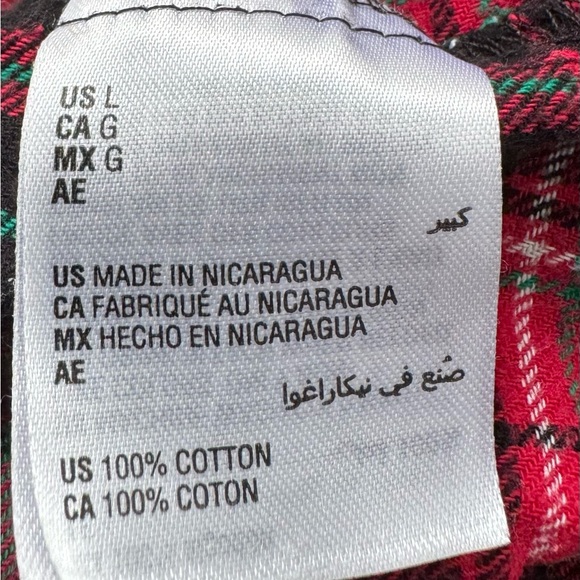 US L
CA G
MX G
AE
كبير
US MADE IN NICARAGUA
CA FABRIQUÉ AU NICARAGUA
MX HECHO EN NICARAGUA
AE
صُنع في نيكاراغوا
US 100% COTTON
CA 100% COTON